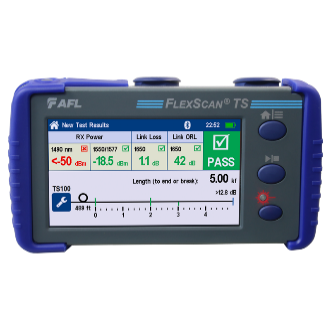 AFL FLEXSCAN® TS
New Test Results 22:52
RX Power Link Loss Link ORL
1490 nm 1550/1577 1650 1650
<-50 dBm -18.5 dBm 1.1 dB 42 dB PASS
Length (to end or break): 5.00 kf
TS100 >12.8 dB
409 ft
0 1 2 3 4